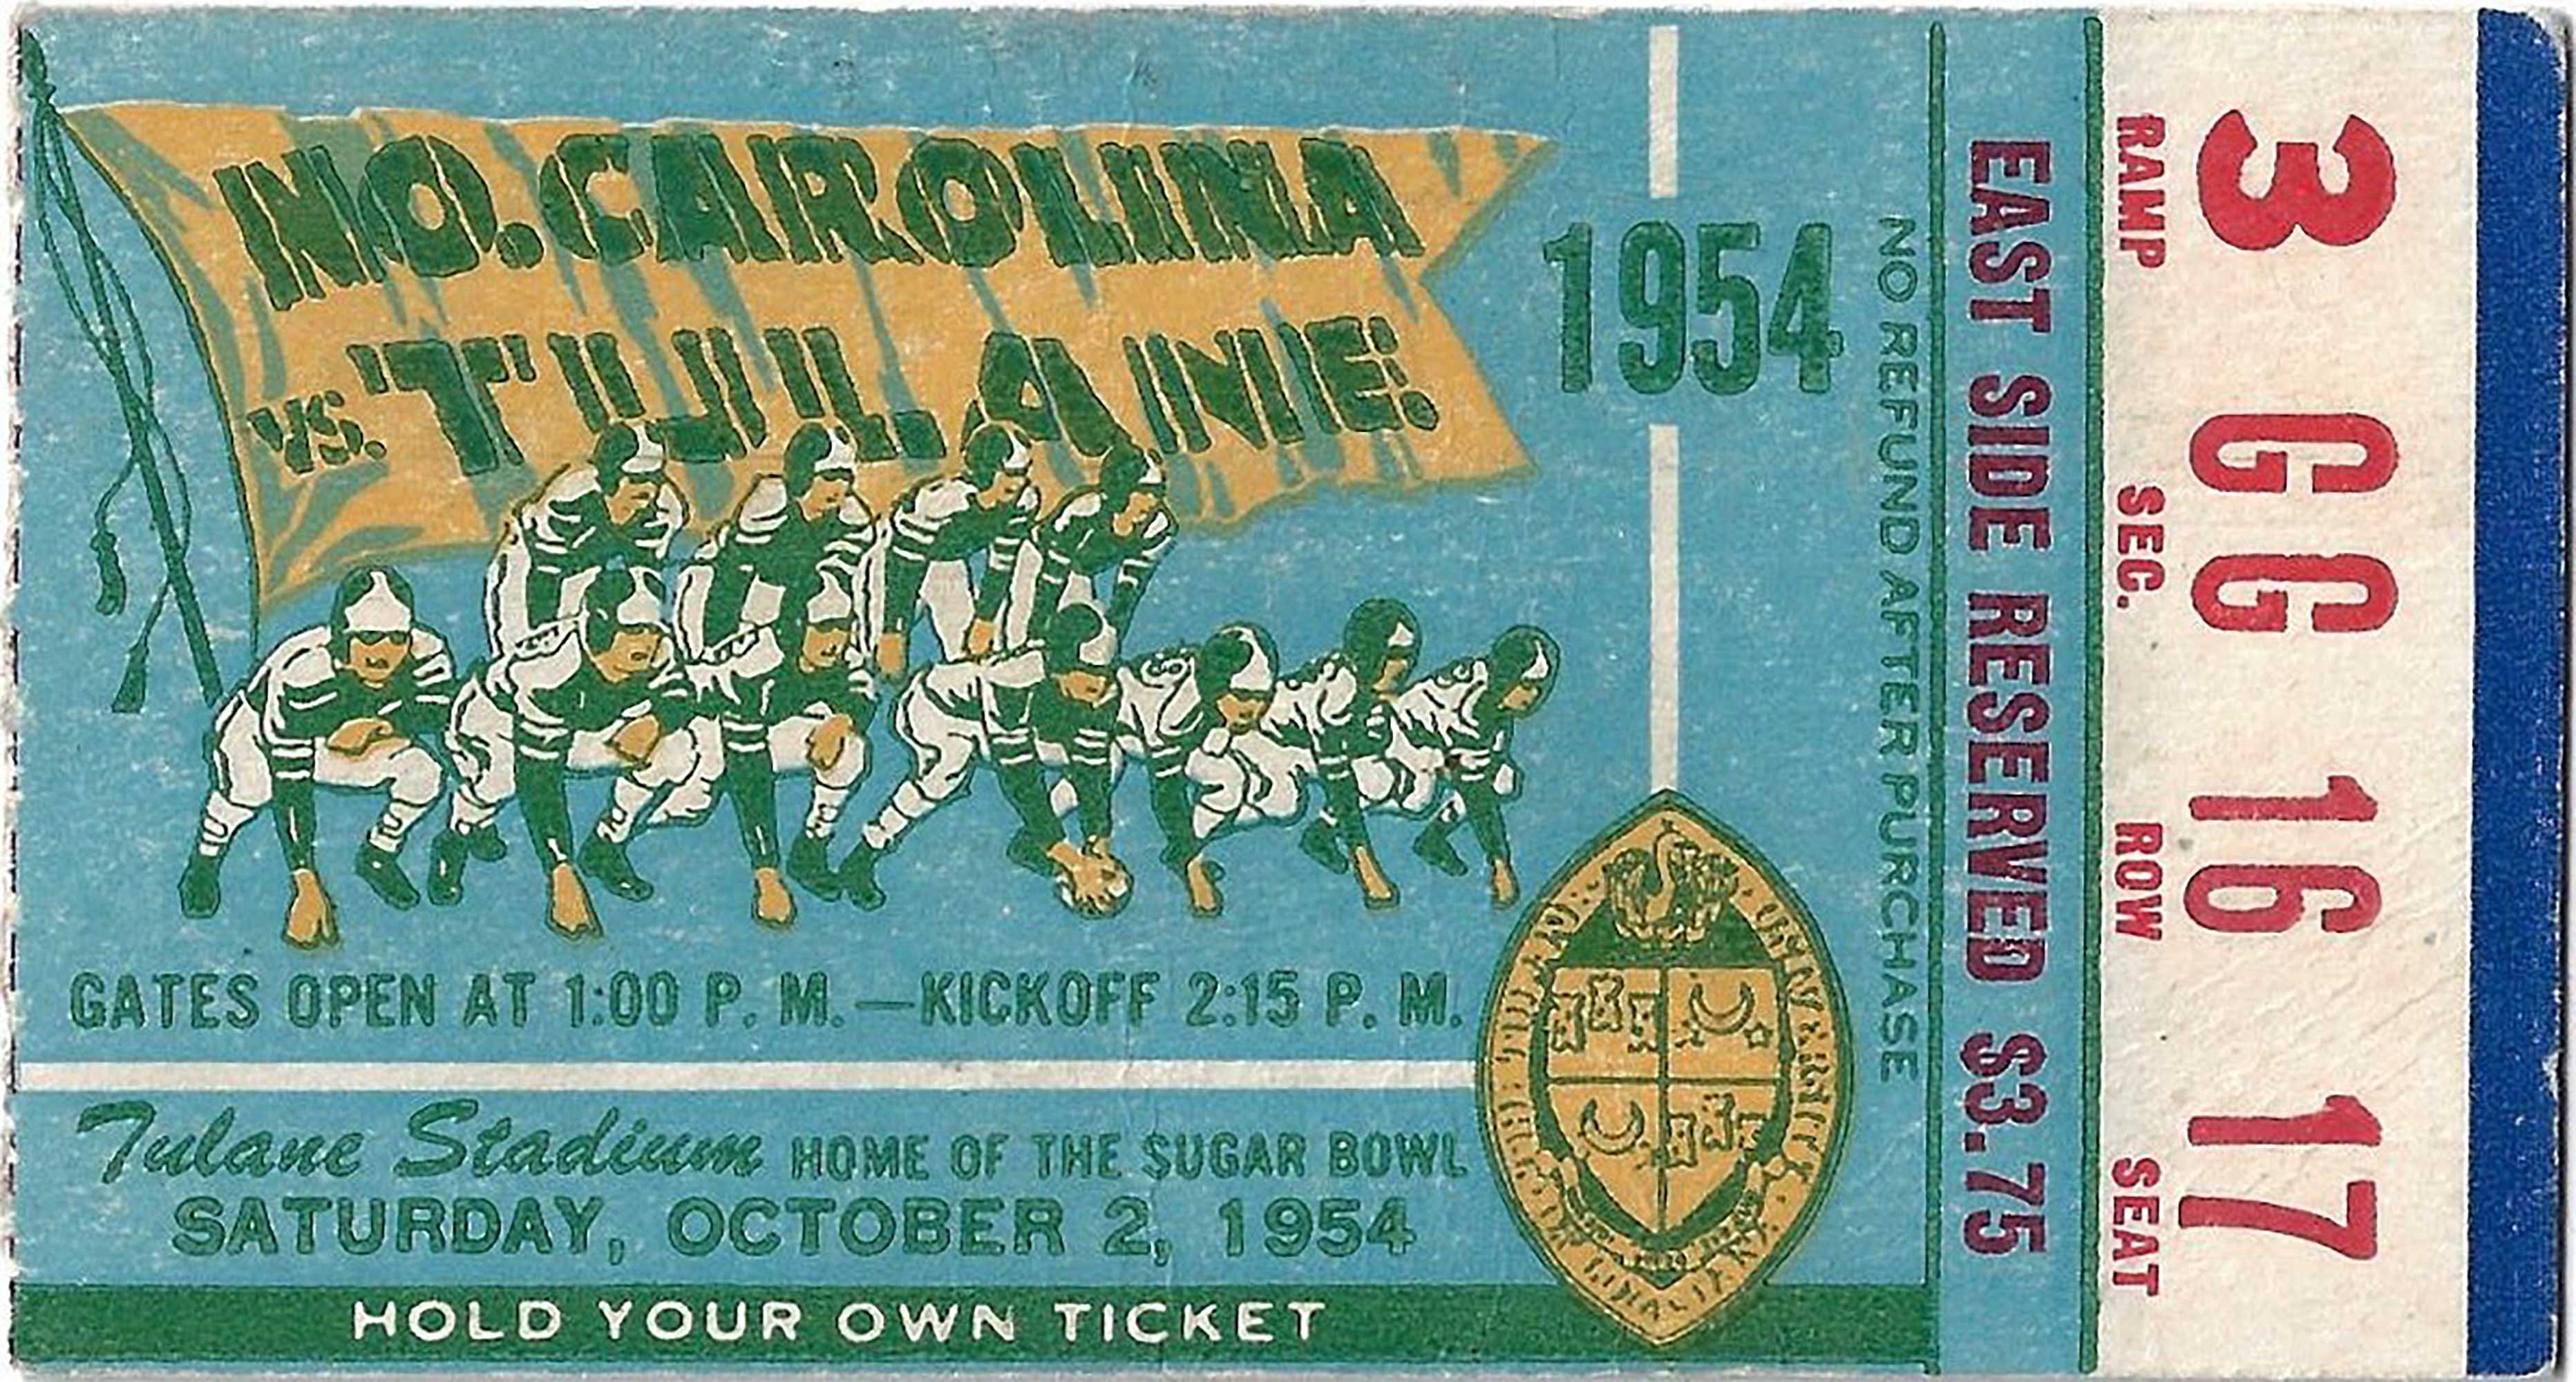 NO. CAROLINA
VS. TULANE
1954
GATES OPEN AT 1:00 P. M.—KICKOFF 2:15 P. M.
Tulane Stadium HOME OF THE SUGAR BOWL
SATURDAY, OCTOBER 2, 1954
HOLD YOUR OWN TICKET
NO REFUND AFTER PURCHASE
EAST SIDE RESERVED $3.75
3 GG 16 17
RAMP SEC. ROW SEAT